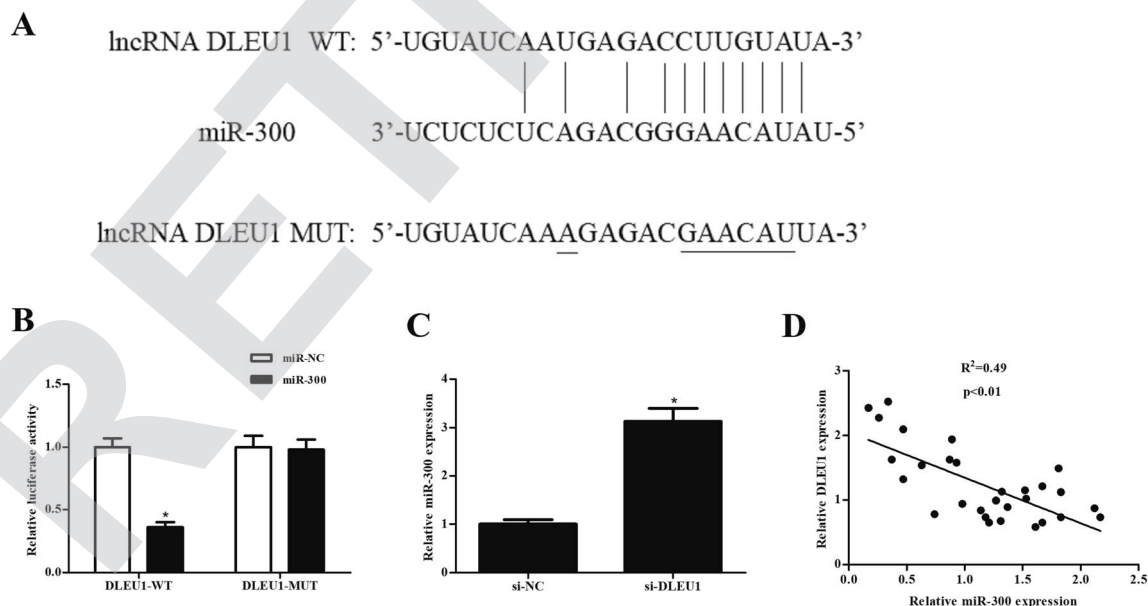 A
lncRNA DLEU1 WT: 5’-UGUAUCAAUGAGACCUUGUAUA-3’
miR-300 3’-UCUCUCUCAGACGGGAACAUAU-5’
lncRNA DLEU1 MUT: 5’-UGUAUCAAAGAGACGAACAUUA-3’
B
miR-NC
miR-300
Relative luciferase activity
1.5
1.0
0.5
0.0
*
DLEU1-WT DLEU1-MUT
C
Relative miR-300 expression
4
3
2
1
0
*
si-NC si-DLEU1
D
R²=0.49
p<0.01
Relative DLEU1 expression
3
2
1
0
0.0 0.5 1.0 1.5 2.0 2.5
Relative miR-300 expression
RET